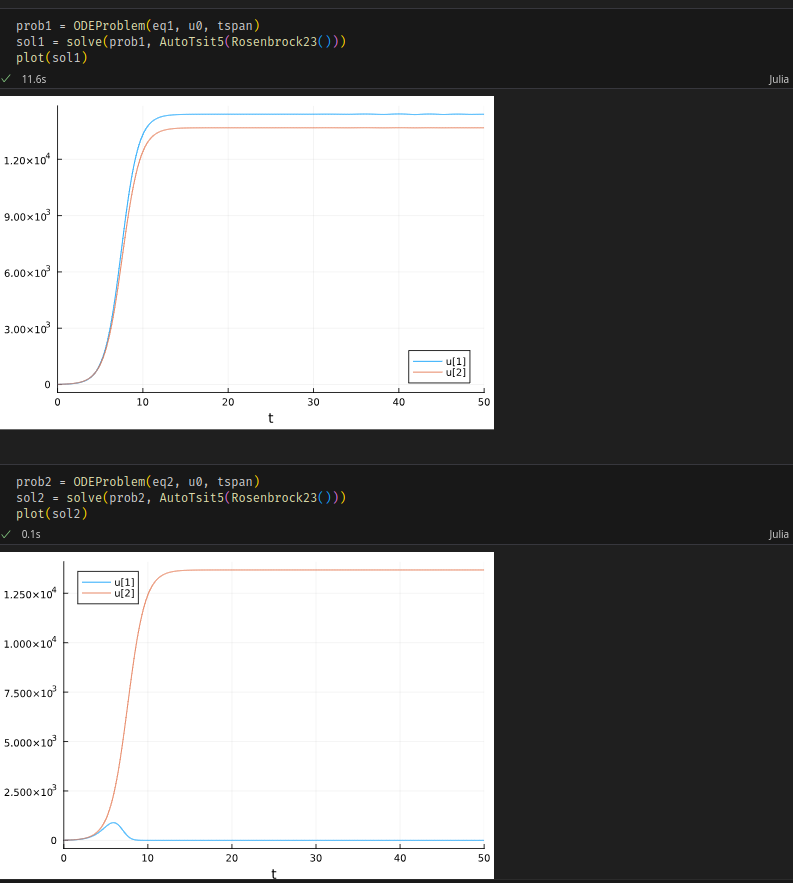 prob1 = ODEProblem(eq1, u0, tspan)
sol1 = solve(prob1, AutoTsit5(Rosenbrock23()))
plot(sol1)
✓ 11.6s Julia
1.20×10⁴
9.00×10³
6.00×10³
3.00×10³
0
u[1]
u[2]
0 10 20 30 40 50
t
prob2 = ODEProblem(eq2, u0, tspan)
sol2 = solve(prob2, AutoTsit5(Rosenbrock23()))
plot(sol2)
✓ 0.1s Julia
u[1]
u[2]
1.250×10⁴
1.000×10⁴
7.500×10³
5.000×10³
2.500×10³
0
0 10 20 30 40 50
t